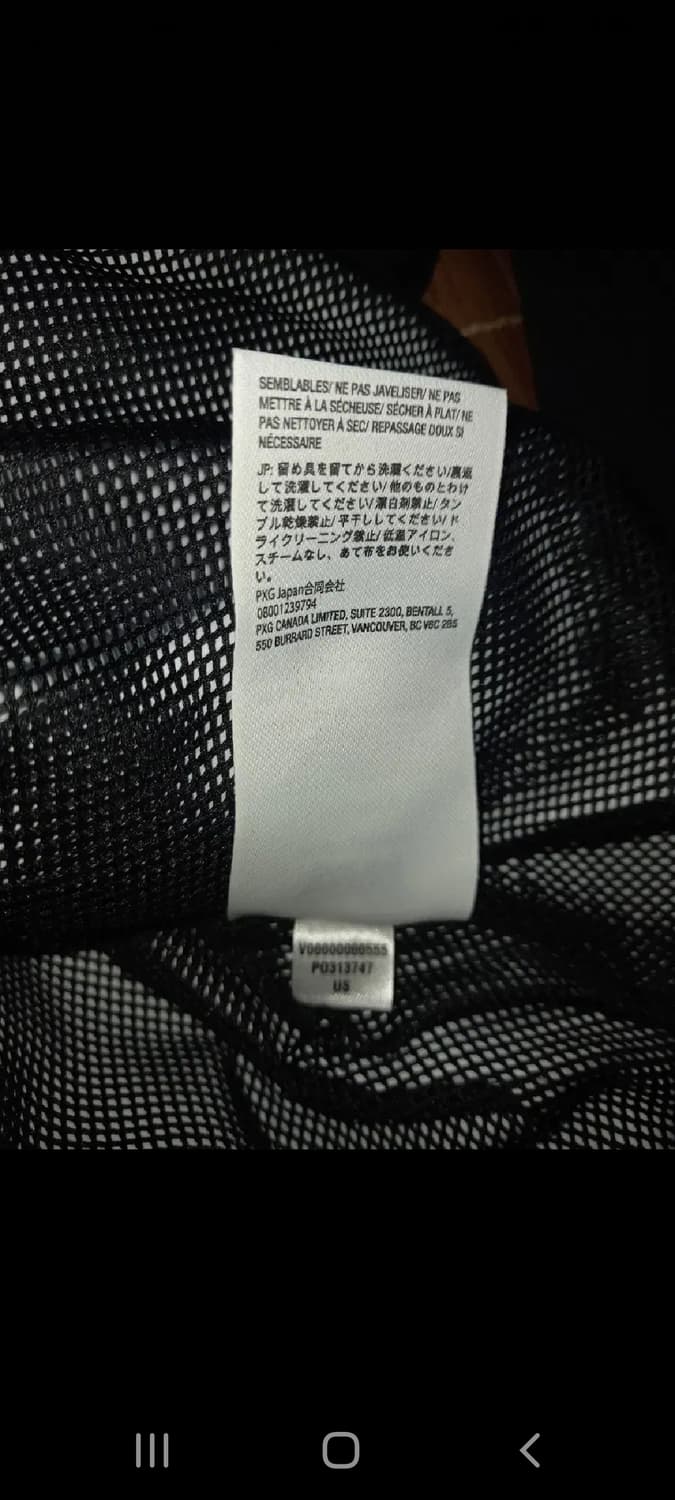 SEMBLABLES/ NE PAS JAVELISER/ NE PAS
METTRE À LA SÉCHEUSE/ SÉCHER À PLAT/ NE
PAS NETTOYER À SEC/ REPASSAGE DOUX SI
NÉCESSAIRE
JP: 留め具を留てから洗濯ください/裏返
して洗濯してください/ 他のものとわけ
て洗濯してください/ 漂白剤禁止/ タン
ブル乾燥禁止/ 平干ししてください/ ド
ライクリーニング禁止/ 低温アイロン、
スチームなし、あて布をお使いくださ
い。
PXG Japan合同会社
08001239794
PXG CANADA LIMITED, SUITE 2300, BENTALL 5,
550 BURRARD STREET, VANCOUVER, BC V6C 2B5
PO313747
US